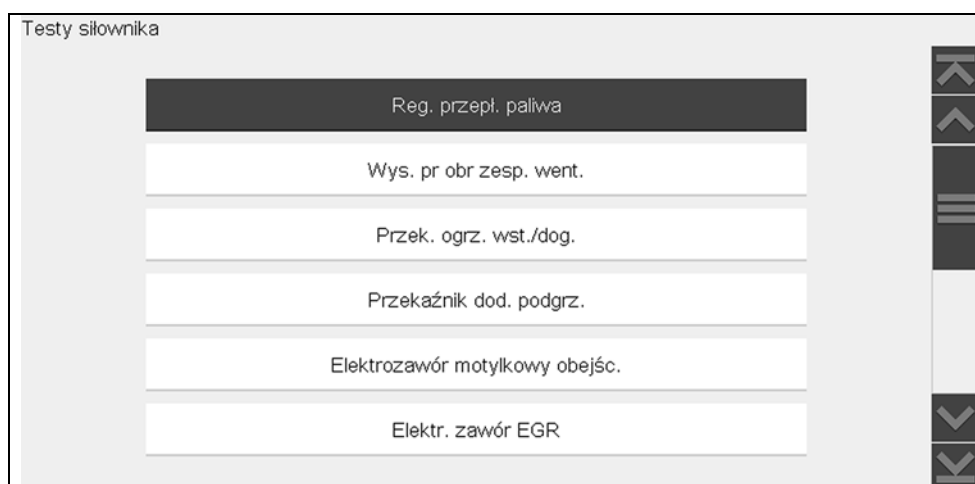 Testy siłownika
Reg. przepł. paliwa
Wys. pr obr zesp. went.
Przek. ogrz. wst./dog.
Przekaźnik dod. podgrz.
Elektrozawór motylkowy obejśc.
Elektr. zawór EGR